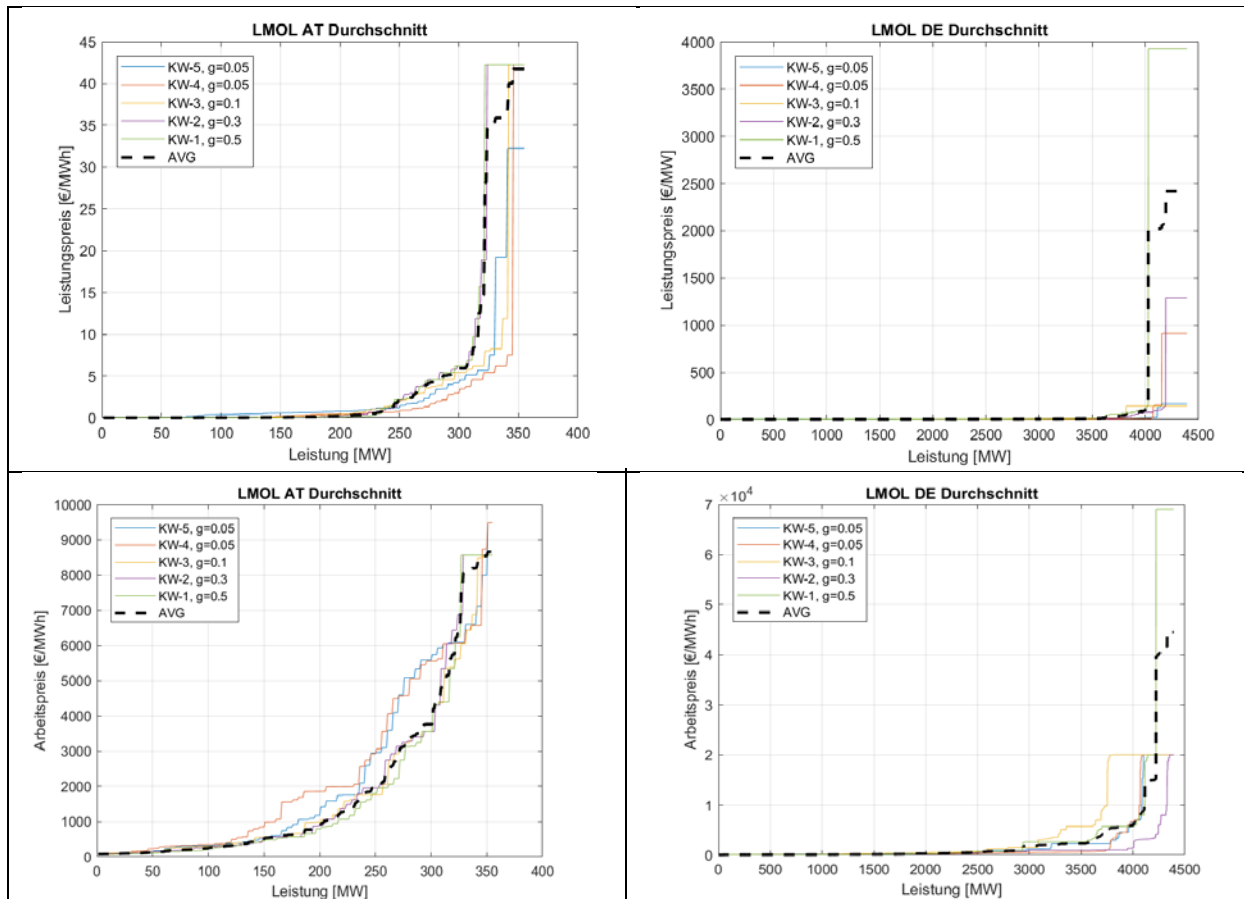 LMOL AT Durchschnitt
Leistungspreis [€/MWh]
45
40
35
30
25
20
15
10
5
0
KW-5, g=0.05
KW-4, g=0.05
KW-3, g=0.1
KW-2, g=0.3
KW-1, g=0.5
AVG
0 50 100 150 200 250 300 350 400
Leistung [MW]
LMOL DE Durchschnitt
Leistungspreis [€/MW]
4000
3500
3000
2500
2000
1500
1000
500
0
KW-5, g=0.05
KW-4, g=0.05
KW-3, g=0.1
KW-2, g=0.3
KW-1, g=0.5
AVG
0 500 1000 1500 2000 2500 3000 3500 4000 4500
Leistung [MW]
LMOL AT Durchschnitt
Arbeitspreis [€/MWh]
10000
9000
8000
7000
6000
5000
4000
3000
2000
1000
0
KW-5, g=0.05
KW-4, g=0.05
KW-3, g=0.1
KW-2, g=0.3
KW-1, g=0.5
AVG
0 50 100 150 200 250 300 350 400
Leistung [MW]
LMOL DE Durchschnitt
×10⁴
Arbeitspreis [€/MWh]
7
6
5
4
3
2
1
0
KW-5, g=0.05
KW-4, g=0.05
KW-3, g=0.1
KW-2, g=0.3
KW-1, g=0.5
AVG
0 500 1000 1500 2000 2500 3000 3500 4000 4500
Leistung [MW]